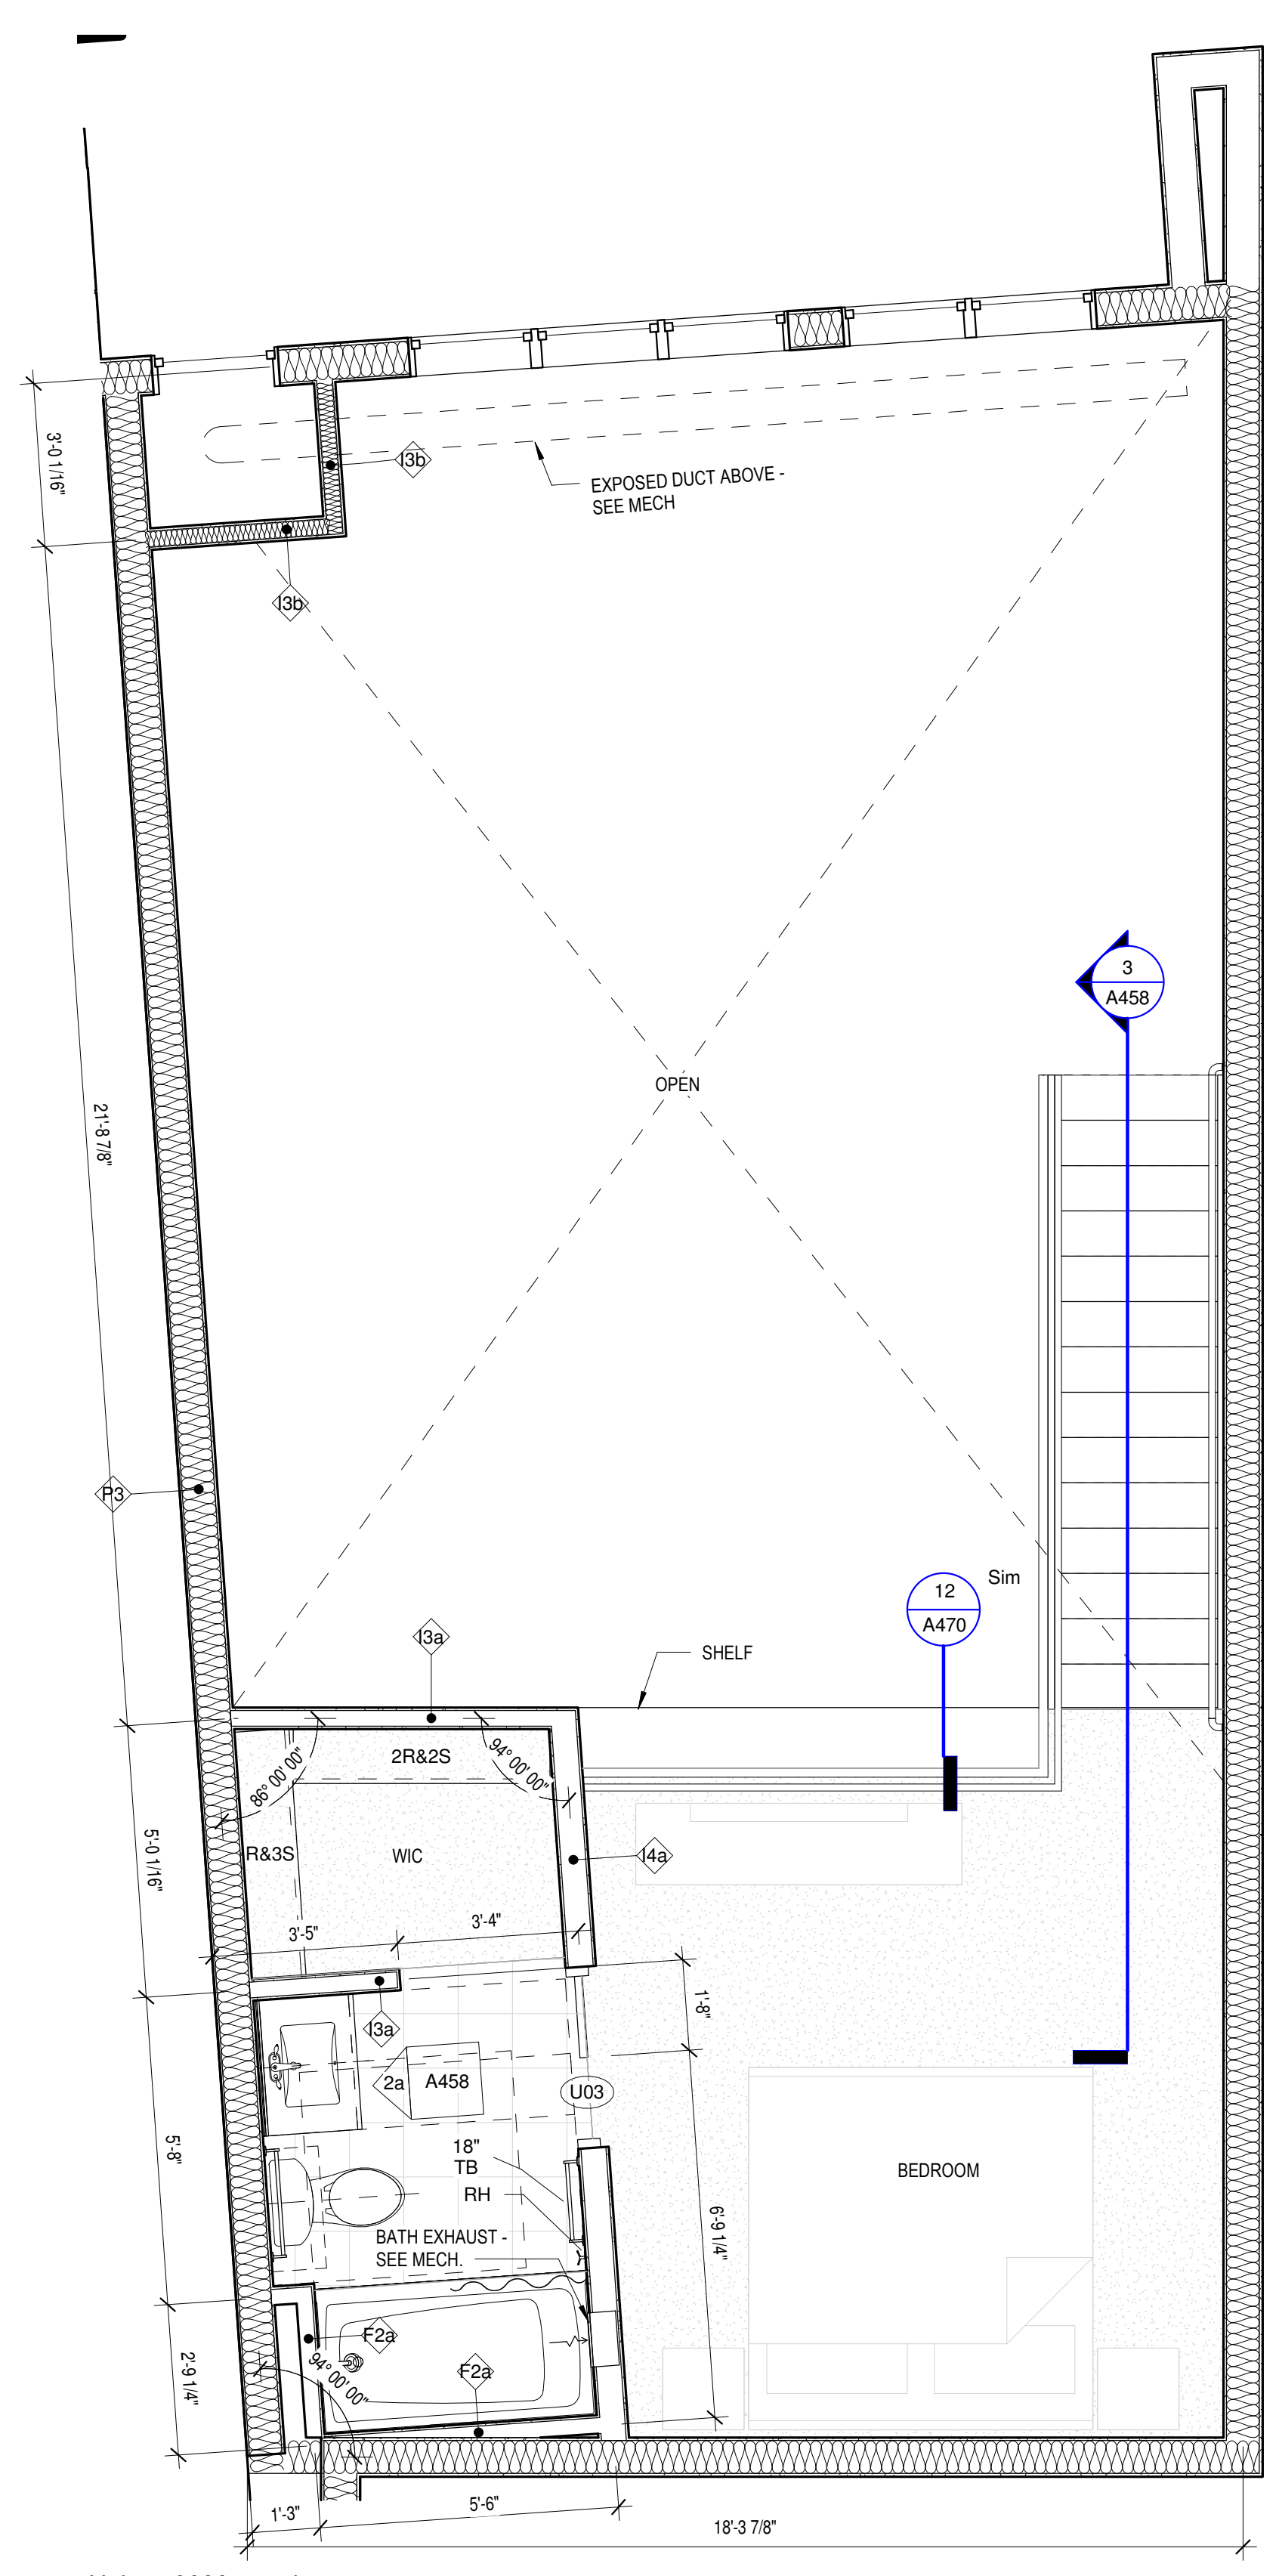 3'-0 1/16"
I3b
EXPOSED DUCT ABOVE -
SEE MECH
I3b
3
A458
OPEN
21'-8 7/8"
P3
Sim
12
A470
I3a
SHELF
2R&2S
86° 00' 00"
94° 00' 00"
R&3S
WIC
I4a
5'-0 1/16"
3'-5"
3'-4"
1'-8"
I3a
2a
A458
U03
18"
TB
RH
BEDROOM
5'-8"
6'-9 1/4"
BATH EXHAUST -
SEE MECH.
F2a
94° 00' 00"
F2a
2'-9 1/4"
1'-3"
5'-6"
18'-3 7/8"